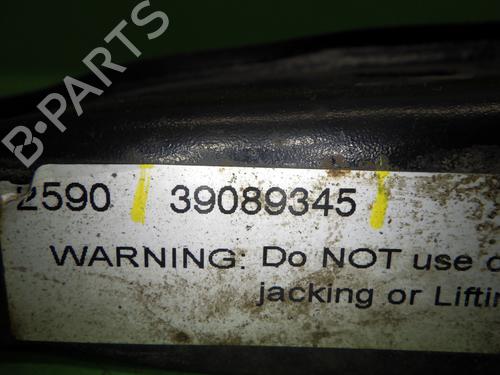 B-PARTS
2590 39089345
WARNING: Do NOT use
jacking or